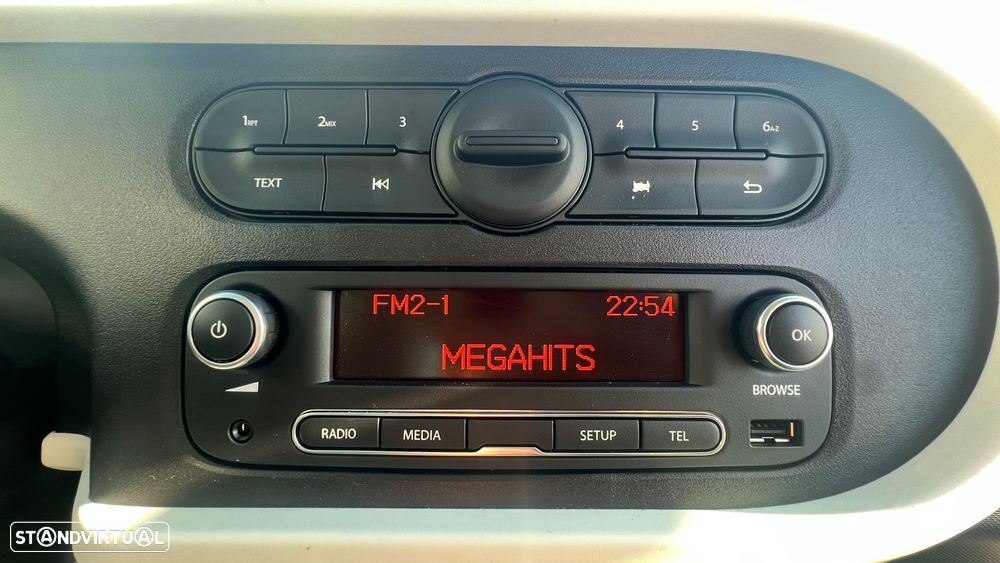 1RPT 2MIX 3 4 5 6A-Z
TEXT
FM2-1 22:54
MEGAHITS
OK
BROWSE
RADIO MEDIA SETUP TEL
STANDVIRTUAL